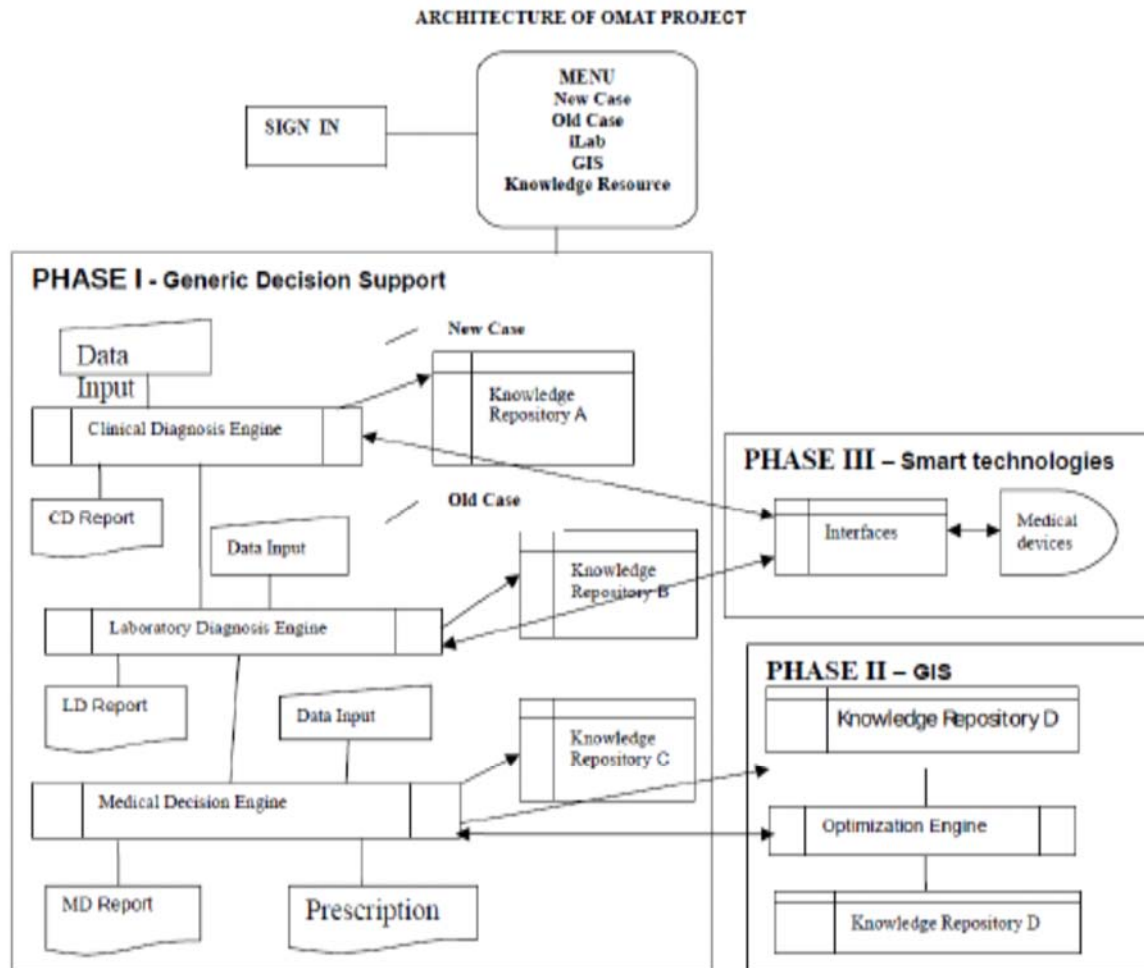 ARCHITECTURE OF OMAT PROJECT
MENU
New Case
Old Case
iLab
GIS
Knowledge Resource
SIGN IN
PHASE I - Generic Decision Support
New Case
Data
Input
Knowledge
Repository A
Clinical Diagnosis Engine
CD Report
Old Case
Data Input
Knowledge
Repository B
Laboratory Diagnosis Engine
LD Report
Data Input
Knowledge
Repository C
Medical Decision Engine
MD Report
Prescription
PHASE III – Smart technologies
Interfaces
Medical
devices
PHASE II – GIS
Knowledge Repository D
Optimization Engine
Knowledge Repository D